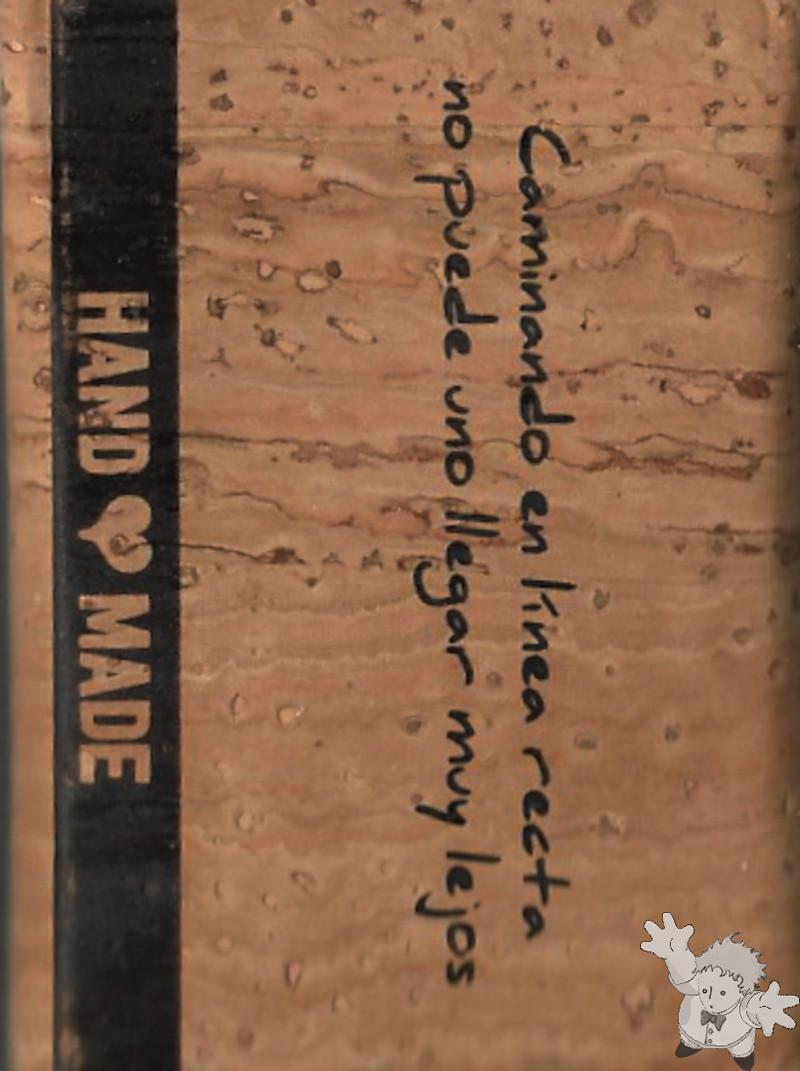 Caminando en línea recta
no puede uno llegar muy lejos
HAND MADE